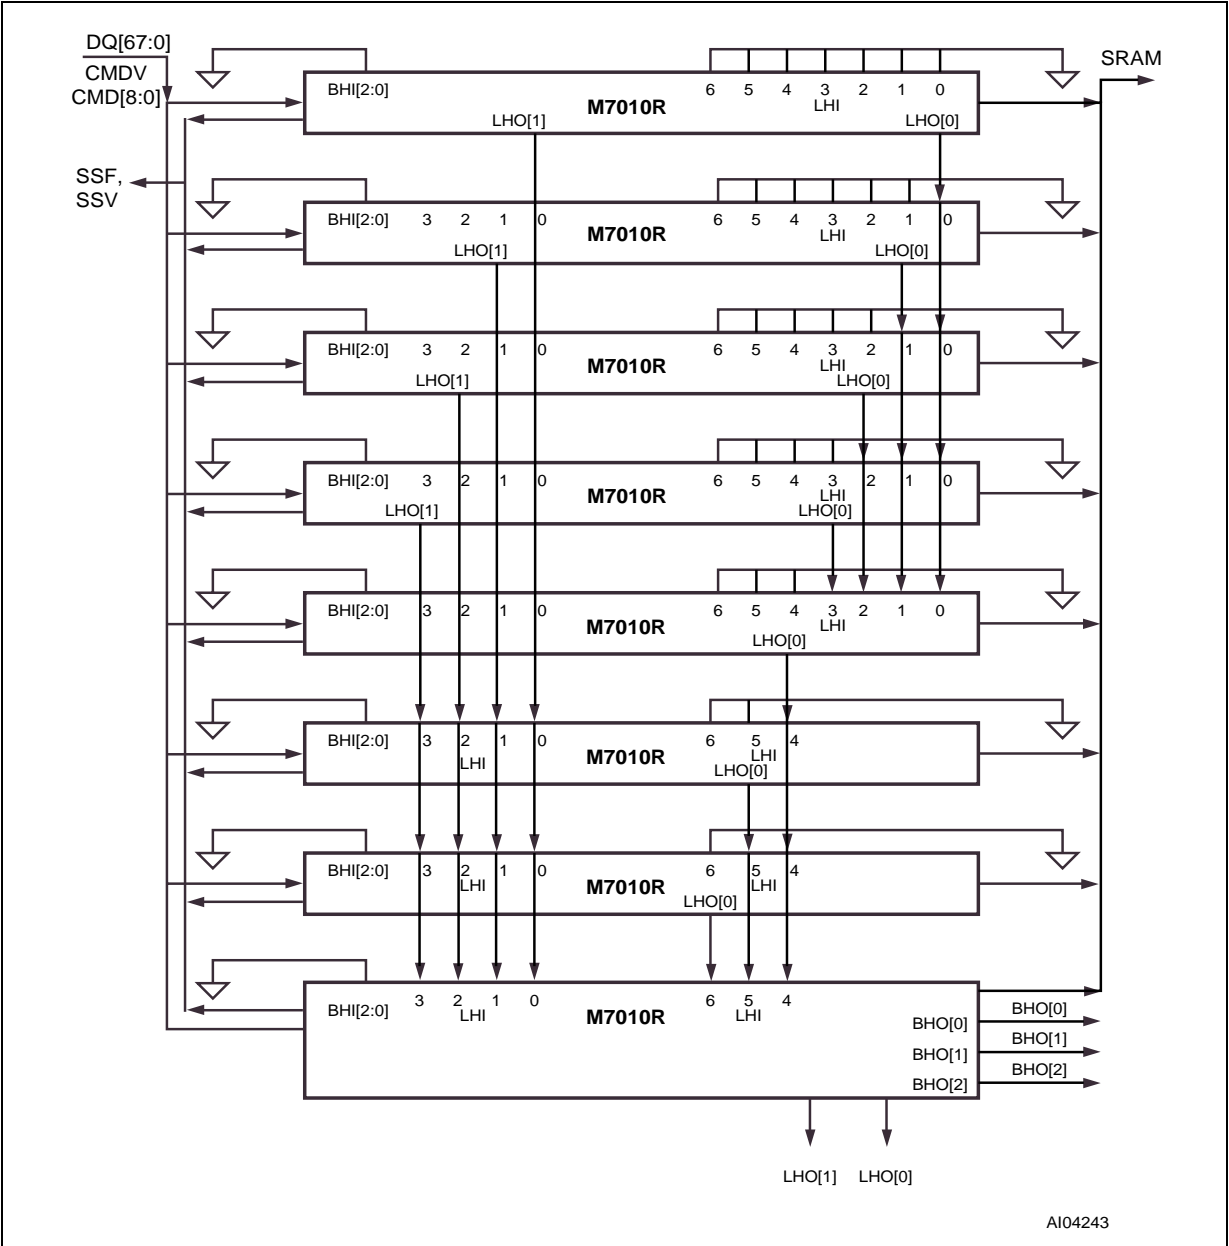 DQ[67:0]
CMDV
CMD[8:0]
SRAM
BHI[2:0] M7010R 6 5 4 3 2 1 0
LHI
LHO[1] LHO[0]
SSF,
SSV
BHI[2:0] 3 2 1 0 M7010R 6 5 4 3 2 1 0
LHI
LHO[1] LHO[0]
BHI[2:0] 3 2 1 0 M7010R 6 5 4 3 2 1 0
LHI
LHO[1] LHO[0]
BHI[2:0] 3 2 1 0 M7010R 6 5 4 3 2 1 0
LHI
LHO[1] LHO[0]
BHI[2:0] 3 2 1 0 M7010R 6 5 4 3 2 1 0
LHI
LHO[0]
BHI[2:0] 3 2 1 0 M7010R 6 5 4
LHI LHI
LHO[0]
BHI[2:0] 3 2 1 0 M7010R 6 5 4
LHI LHI
LHO[0]
BHI[2:0] 3 2 1 0 M7010R 6 5 4
LHI LHI
BHO[0] BHO[0]
BHO[1] BHO[1]
BHO[2] BHO[2]
LHO[1] LHO[0]
AI04243